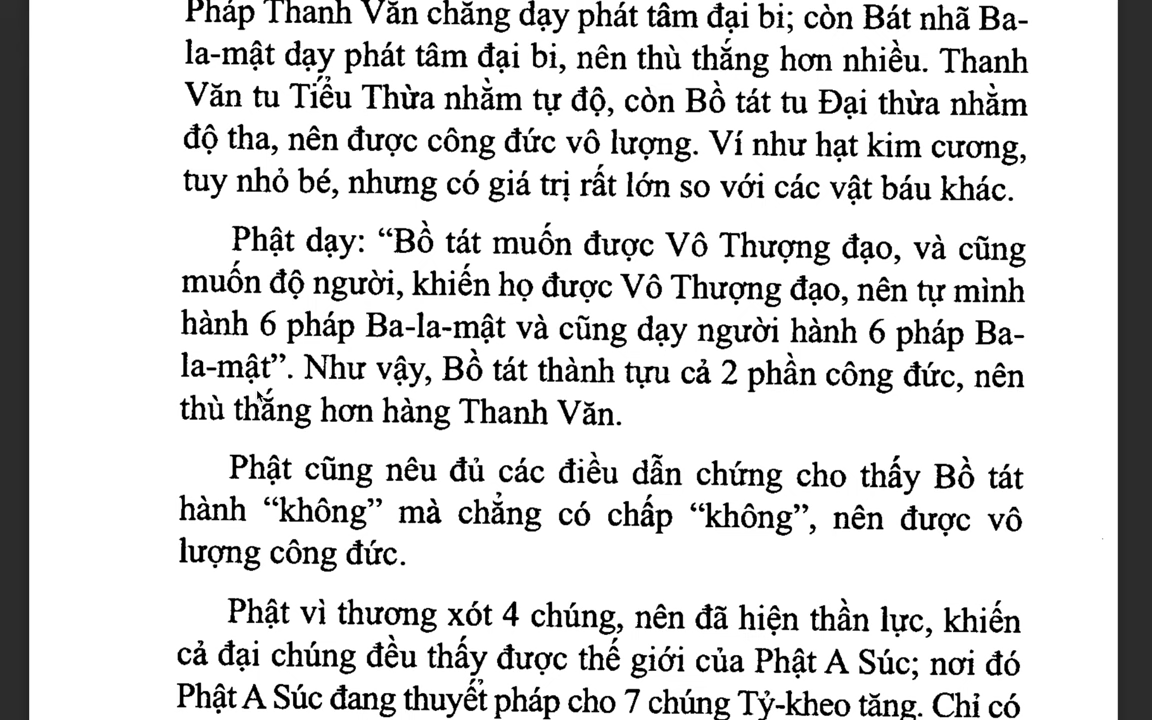 Pháp Thanh Văn chẳng dạy phát tâm đại bi; còn Bát nhã Ba-
la-mật dạy phát tâm đại bi, nên thù thắng hơn nhiều. Thanh
Văn tu Tiểu Thừa nhằm tự độ, còn Bồ tát tu Đại thừa nhằm
độ tha, nên được công đức vô lượng. Ví như hạt kim cương,
tuy nhỏ bé, nhưng có giá trị rất lớn so với các vật báu khác.
Phật dạy: “Bồ tát muốn được Vô Thượng đạo, và cũng
muốn độ người, khiến họ được Vô Thượng đạo, nên tự mình
hành 6 pháp Ba-la-mật và cũng dạy người hành 6 pháp Ba-
la-mật”. Như vậy, Bồ tát thành tựu cả 2 phần công đức, nên
thù thắng hơn hàng Thanh Văn.
Phật cũng nêu đủ các điều dẫn chứng cho thấy Bồ tát
hành “không” mà chẳng có chấp “không”, nên được vô
lượng công đức.
Phật vì thương xót 4 chúng, nên đã hiện thần lực, khiến
cả đại chúng đều thấy được thế giới của Phật A Súc; nơi đó
Phật A Súc đang thuyết pháp cho 7 chúng Tỷ-kheo tăng. Chỉ có